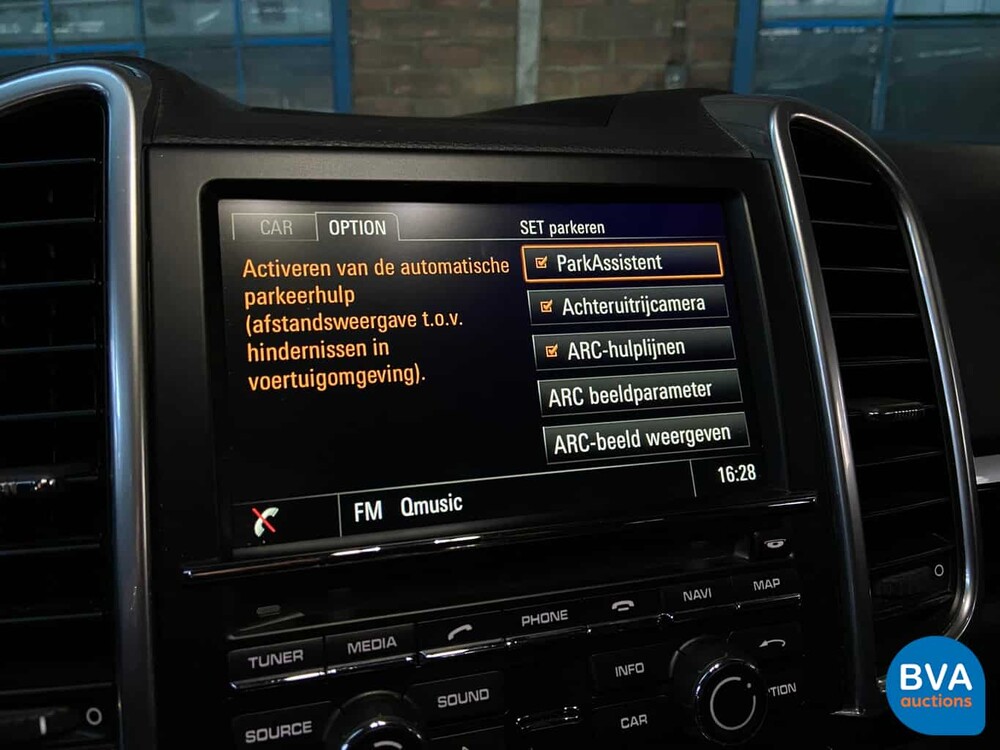 CAR
OPTION
SET parkeren
Activeren van de automatische
parkeerhulp
(afstandsweergave t.o.v.
hindernissen in
voertuigomgeving).
ParkAssistent
Achteruitrijcamera
ARC-hulplijnen
ARC beeldparameter
ARC-beeld weergeven
FM Qmusic
16:28
TUNER
MEDIA
PHONE
NAVI
MAP
SOURCE
SOUND
INFO
CAR
BVA
auctions